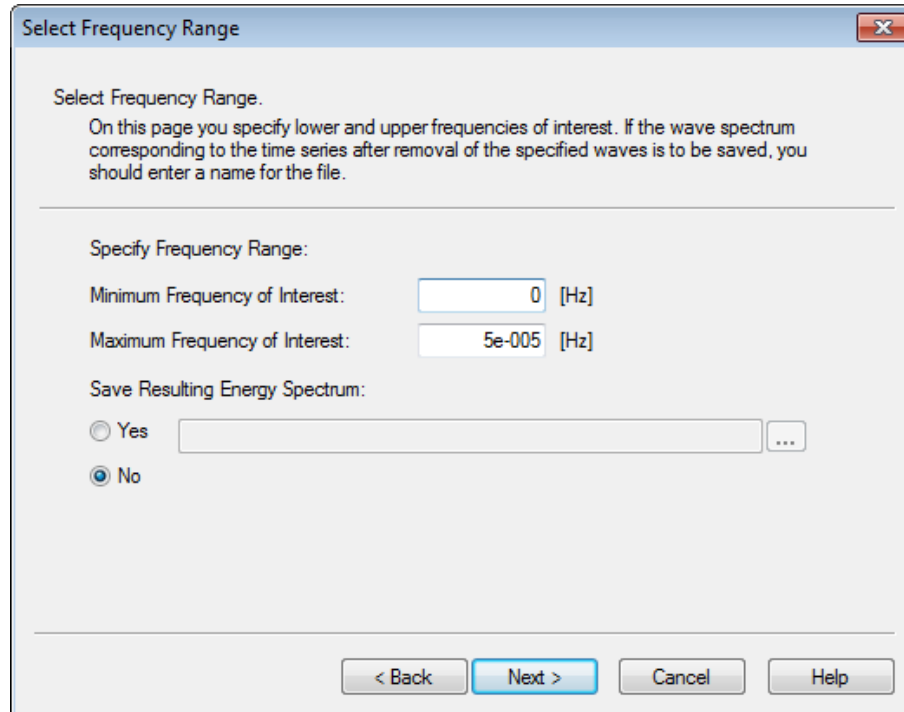 Select Frequency Range
Select Frequency Range.
On this page you specify lower and upper frequencies of interest. If the wave spectrum
corresponding to the time series after removal of the specified waves is to be saved, you
should enter a name for the file.
Specify Frequency Range:
Minimum Frequency of Interest: 0 [Hz]
Maximum Frequency of Interest: 5e-005 [Hz]
Save Resulting Energy Spectrum:
Yes ...
No
< Back Next > Cancel Help